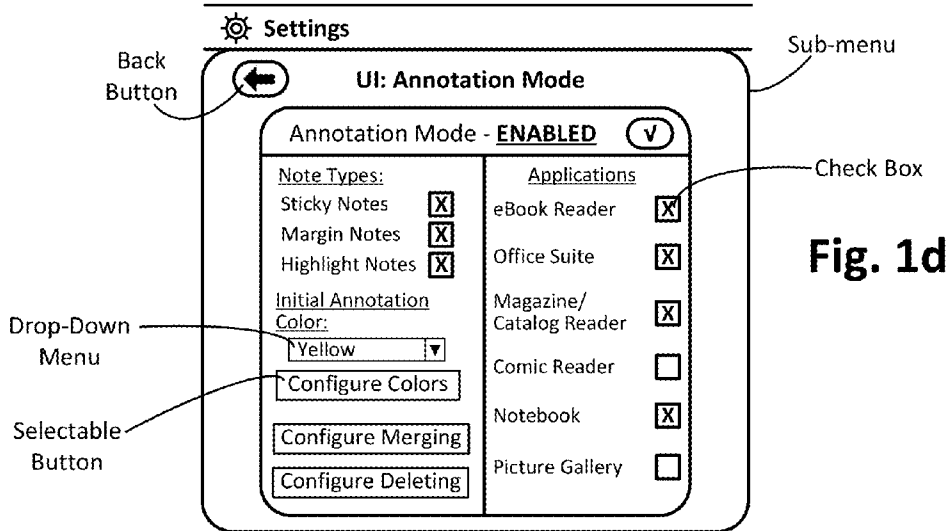 Settings
Back
Button
UI: Annotation Mode
Sub-menu
Annotation Mode - ENABLED √
Note Types:
Sticky Notes X
Margin Notes X
Highlight Notes X
Initial Annotation
Color:
Yellow
Configure Colors
Configure Merging
Configure Deleting
Applications
eBook Reader X
Office Suite X
Magazine/
Catalog Reader X
Comic Reader
Notebook X
Picture Gallery
Check Box
Drop-Down
Menu
Selectable
Button
Fig. 1d